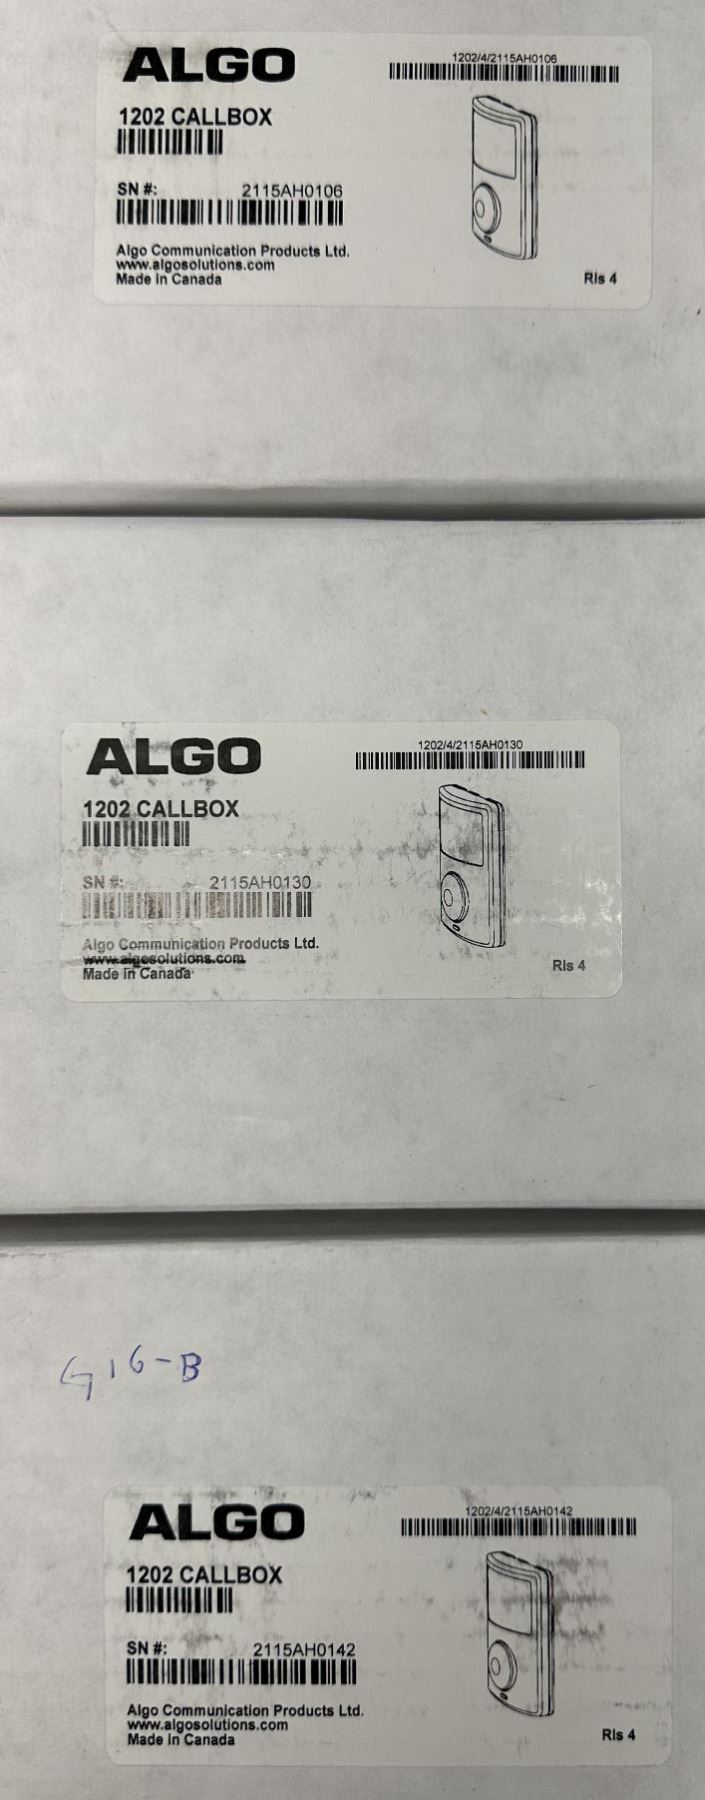 ALGO
1202/4/2115AH0106
1202 CALLBOX
SN #: 2115AH0106
Algo Communication Products Ltd.
www.algosolutions.com
Made in Canada
Rls 4
ALGO
1202/4/2115AH0130
1202 CALLBOX
SN #: 2115AH0130
Algo Communication Products Ltd.
www.algosolutions.com
Made in Canada
Rls 4
G16-B
ALGO
1202/4/2115AH0142
1202 CALLBOX
SN #: 2115AH0142
Algo Communication Products Ltd.
www.algosolutions.com
Made in Canada
Rls 4